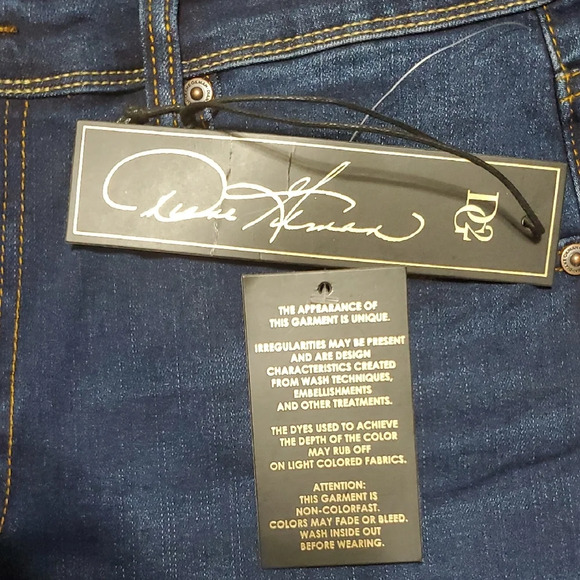 Diane Gilman
DG2
THE APPEARANCE OF
THIS GARMENT IS UNIQUE.
IRREGULARITIES MAY BE PRESENT
AND ARE DESIGN
CHARACTERISTICS CREATED
FROM WASH TECHNIQUES,
EMBELLISHMENTS
AND OTHER TREATMENTS.
THE DYES USED TO ACHIEVE
THE DEPTH OF THE COLOR
MAY RUB OFF
ON LIGHT COLORED FABRICS.
ATTENTION:
THIS GARMENT IS
NON-COLORFAST.
COLORS MAY FADE OR BLEED.
WASH INSIDE OUT
BEFORE WEARING.